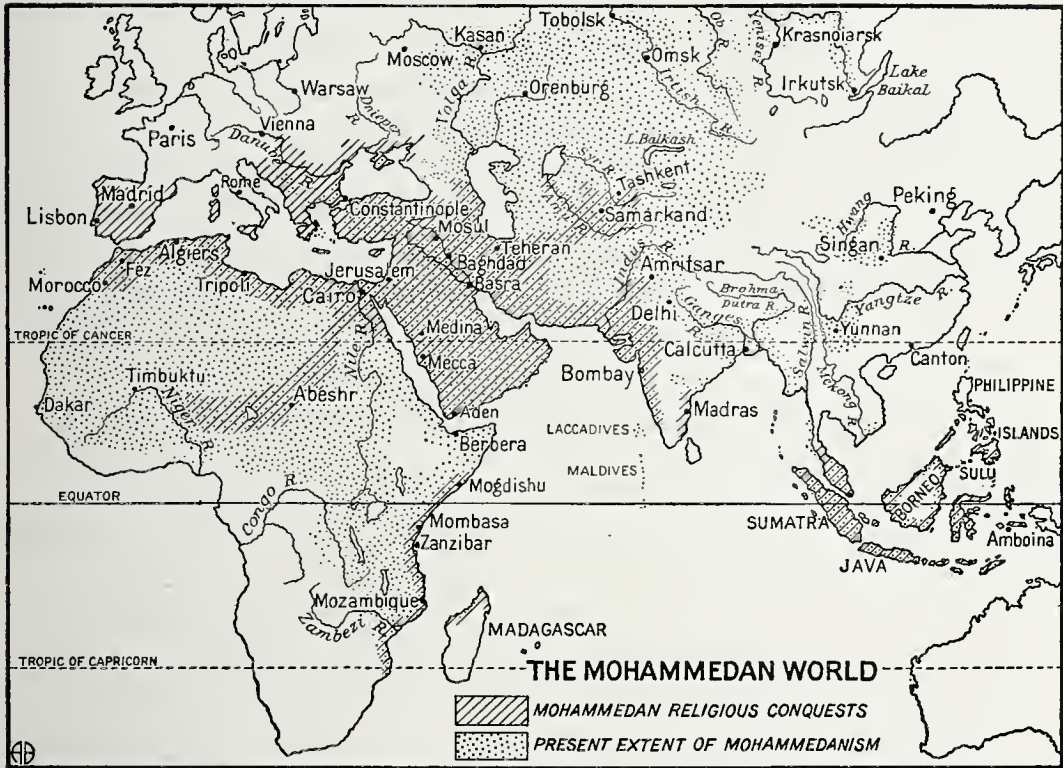 Tobolsk
Ob R.
Yenisei R.
Krasnoiarsk
Kasan
Moscow
Omsk
Irtish R.
Irkutsk
Lake Baikal
Warsaw
Dnieper R.
Volga R.
Orenburg
Paris
Vienna
Danube R.
L. Balkash
Syr R.
Tashkent
Peking
Madrid
Rome
Lisbon
Constantinople
Samarkand
Amu R.
Hwang R.
Mosul
Teheran
Singan
Algiers
Fez
Baghdad
Indus R.
Amritsar
Morocco
Tripoli
Jerusalem
Basra
Brahmaputra R
Yangtze R
Cairo
Delhi
Ganges R.
Salwin R.
Yunnan
TROPIC OF CANCER
Nile R.
Medina
Calcutta
Canton
Mecca
Bombay
Mekong R.
PHILIPPINE
ISLANDS
Timbuktu
Abeshr
Dakar
Niger R.
Aden
Madras
Berbera
LACCADIVES
MALDIVES
SULU
EQUATOR
Mogdishu
Congo R
BORNEO
Mombasa
SUMATRA
Zanzibar
Amboina
JAVA
Mozambique
Zambezi R.
MADAGASCAR
TROPIC OF CAPRICORN
THE MOHAMMEDAN WORLD
MOHAMMEDAN RELIGIOUS CONQUESTS
PRESENT EXTENT OF MOHAMMEDANISM